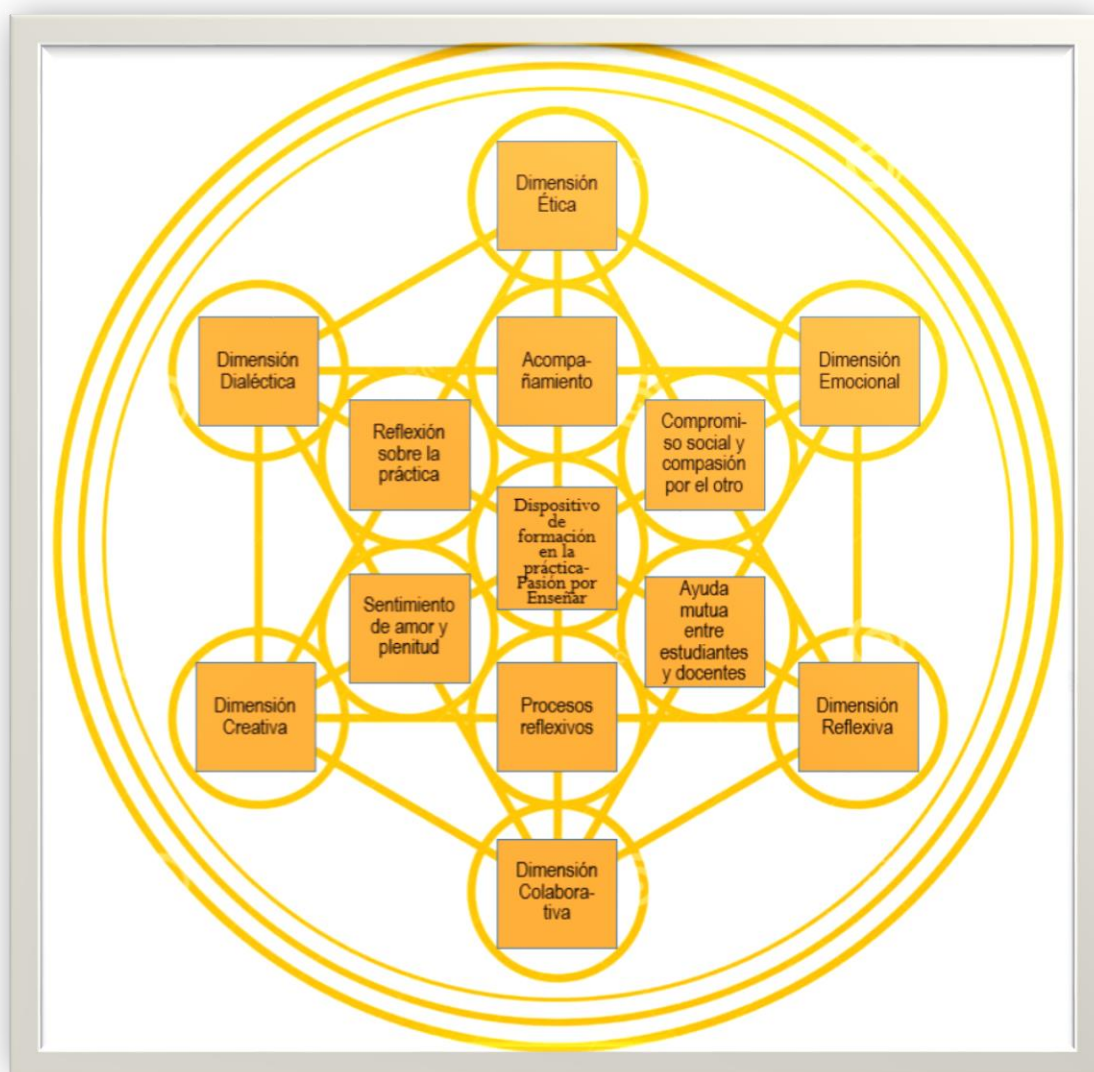 Dimensión
Ética
Dimensión
Dialéctica
Acompa-
ñamiento
Dimensión
Emocional
Reflexión
sobre la
práctica
Compromi-
so social y
compasión
por el otro
Dispositivo
de
formación
en la
práctica-
Pasión por
Enseñar
Sentimiento
de amor y
plenitud
Ayuda
mutua
entre
estudiantes
y docentes
Dimensión
Creativa
Procesos
reflexivos
Dimensión
Reflexiva
Dimensión
Colabora-
tiva